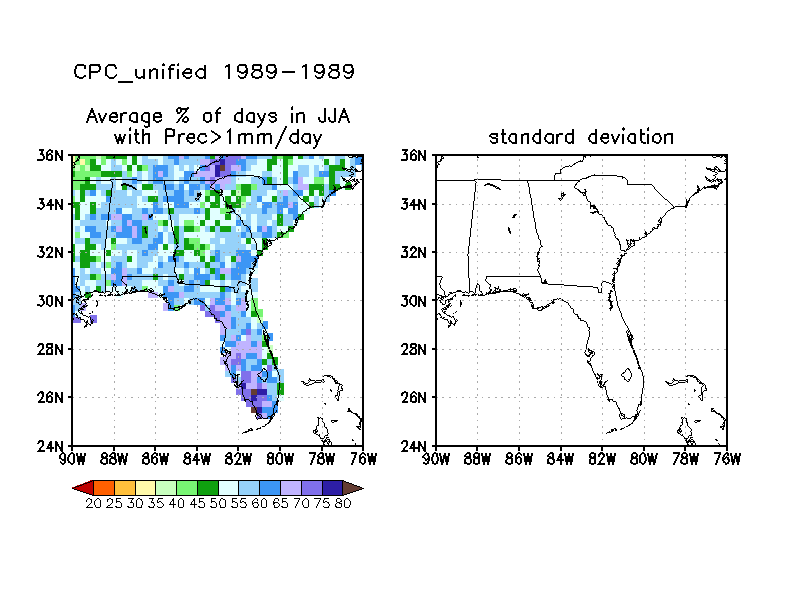 CPC_unified 1989-1989
Average % of days in JJA
with Prec>1mm/day
standard deviation
36N
34N
32N
30N
28N
26N
24N
90W 88W 86W 84W 82W 80W 78W 76W
36N
34N
32N
30N
28N
26N
24N
90W 88W 86W 84W 82W 80W 78W 76W
20 25 30 35 40 45 50 55 60 65 70 75 80